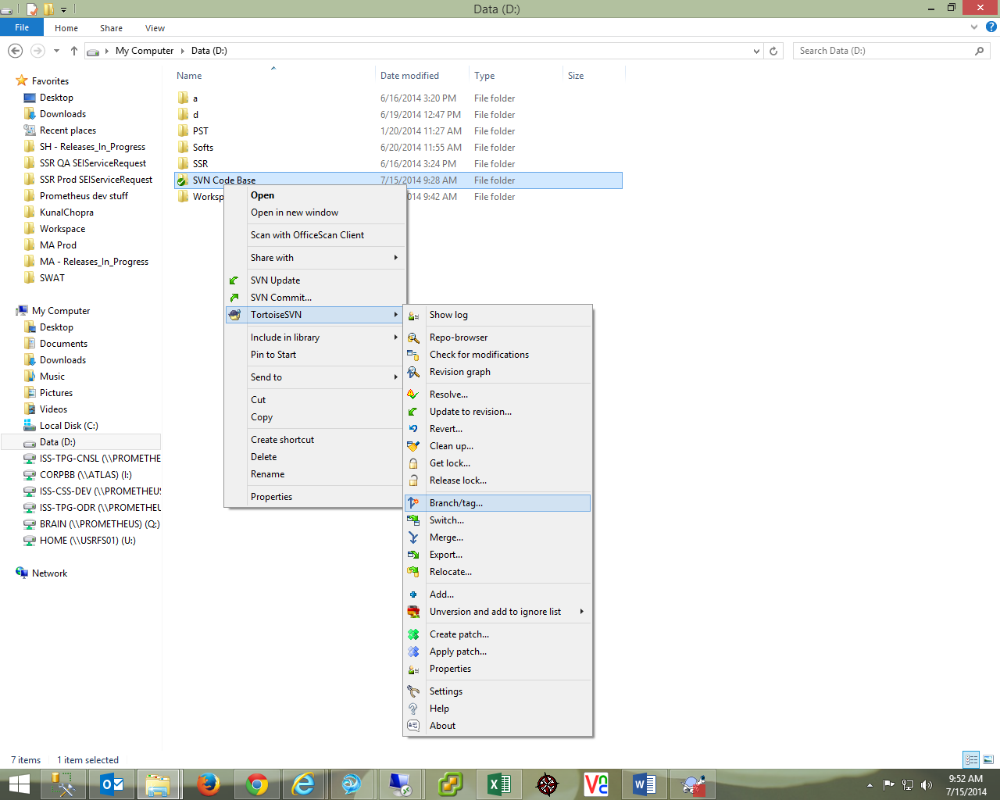 Data (D:)
File
Home
Share
View
My Computer
Data (D:)
Search Data (D:)
Name
Date modified
Type
Size
a
6/16/2014 3:20 PM
File folder
d
6/19/2014 12:47 PM
File folder
PST
1/20/2014 11:27 AM
File folder
Softs
6/20/2014 11:55 AM
File folder
SSR
6/16/2014 3:24 PM
File folder
SVN Code Base
7/15/2014 9:28 AM
File folder
Worksp
014 9:42 AM
File folder
Favorites
Desktop
Downloads
Recent places
SH - Releases_In_Progress
SSR QA SEIServiceRequest
SSR Prod SEIServiceRequest
Prometheus dev stuff
KunalChopra
Workspace
MA Prod
MA - Releases_In_Progress
SWAT
My Computer
Desktop
Documents
Downloads
Music
Pictures
Videos
Local Disk (C:)
Data (D:)
ISS-TPG-CNSL (\\PROMETHE
CORPBB (\\ATLAS) (I:)
ISS-CSS-DEV (\\PROMETHEUS
ISS-TPG-ODR (\\PROMETHEU
BRAIN (\\PROMETHEUS) (Q:)
HOME (\\USRFS01) (U:)
Network
Open
Open in new window
Scan with OfficeScan Client
Share with
SVN Update
SVN Commit...
TortoiseSVN
Include in library
Pin to Start
Send to
Cut
Copy
Create shortcut
Delete
Rename
Properties
Show log
Repo-browser
Check for modifications
Revision graph
Resolve...
Update to revision...
Revert...
Clean up...
Get lock...
Release lock...
Branch/tag...
Switch...
Merge...
Export...
Relocate...
Add...
Unversion and add to ignore list
Create patch...
Apply patch...
Properties
Settings
Help
About
7 items
1 item selected
9:52 AM
7/15/2014